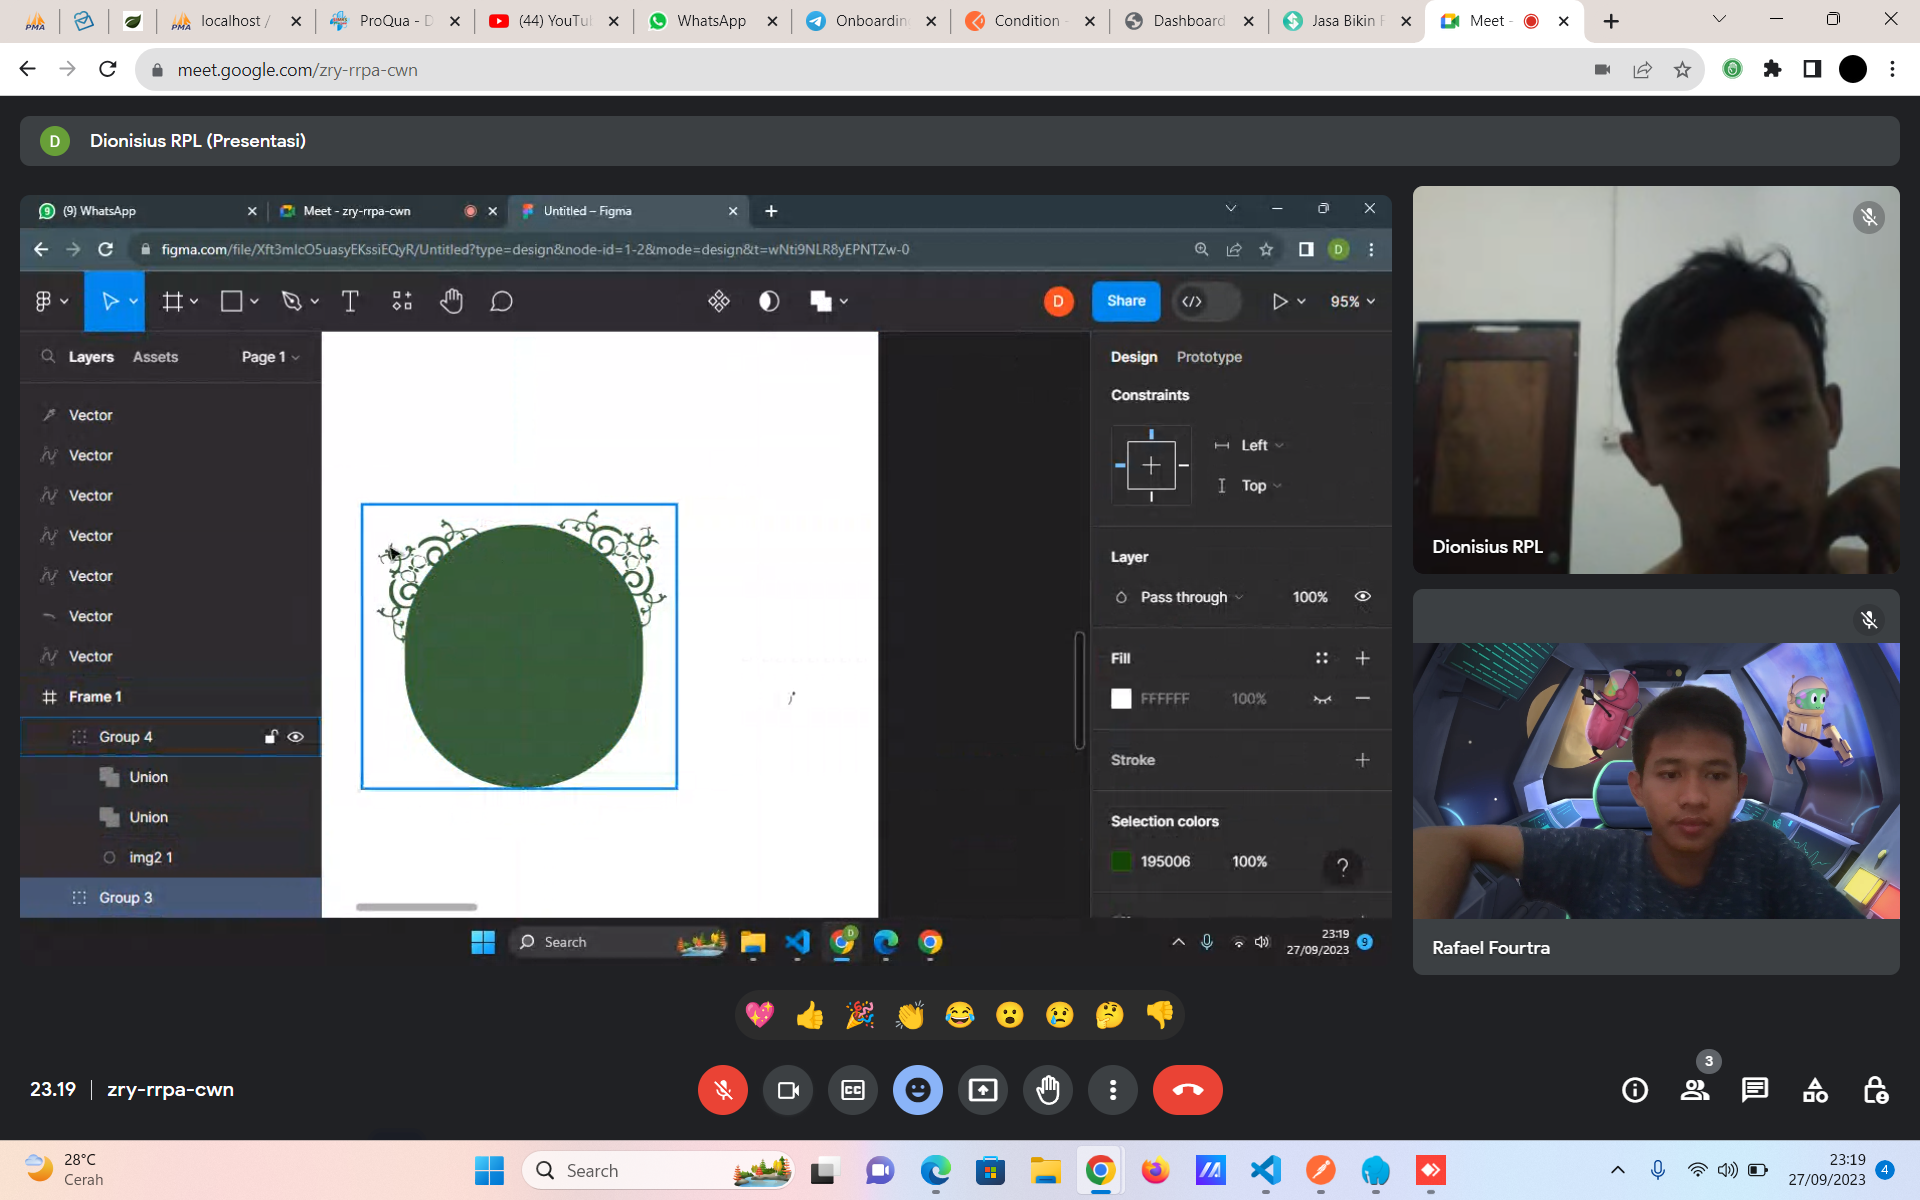 localhost /
ProQua - D
(44) YouTu
WhatsApp
Onboardin
Condition -
Dashboard
Jasa Bikin F
Meet -
meet.google.com/zry-rrpa-cwn
D
Dionisius RPL (Presentasi)
(9) WhatsApp
Meet - zry-rrpa-cwn
Untitled – Figma
figma.com/file/Xft3mlcO5uasyEKssiEQyR/Untitled?type=design&node-id=1-2&mode=design&t=wNti9NLR8yEPNTZw-0
D
D
Share
95%
Layers
Assets
Page 1
Design
Prototype
Vector
Vector
Vector
Vector
Vector
Vector
Vector
Frame 1
Group 4
Union
Union
img2 1
Group 3
Constraints
Left
Top
Layer
Pass through
100%
Fill
FFFFFF
100%
Stroke
Selection colors
195006
100%
?
Search
23:19
27/09/2023
9
Dionisius RPL
Rafael Fourtra
23.19
zry-rrpa-cwn
CC
3
28°C
Cerah
Search
23:19
27/09/2023
4